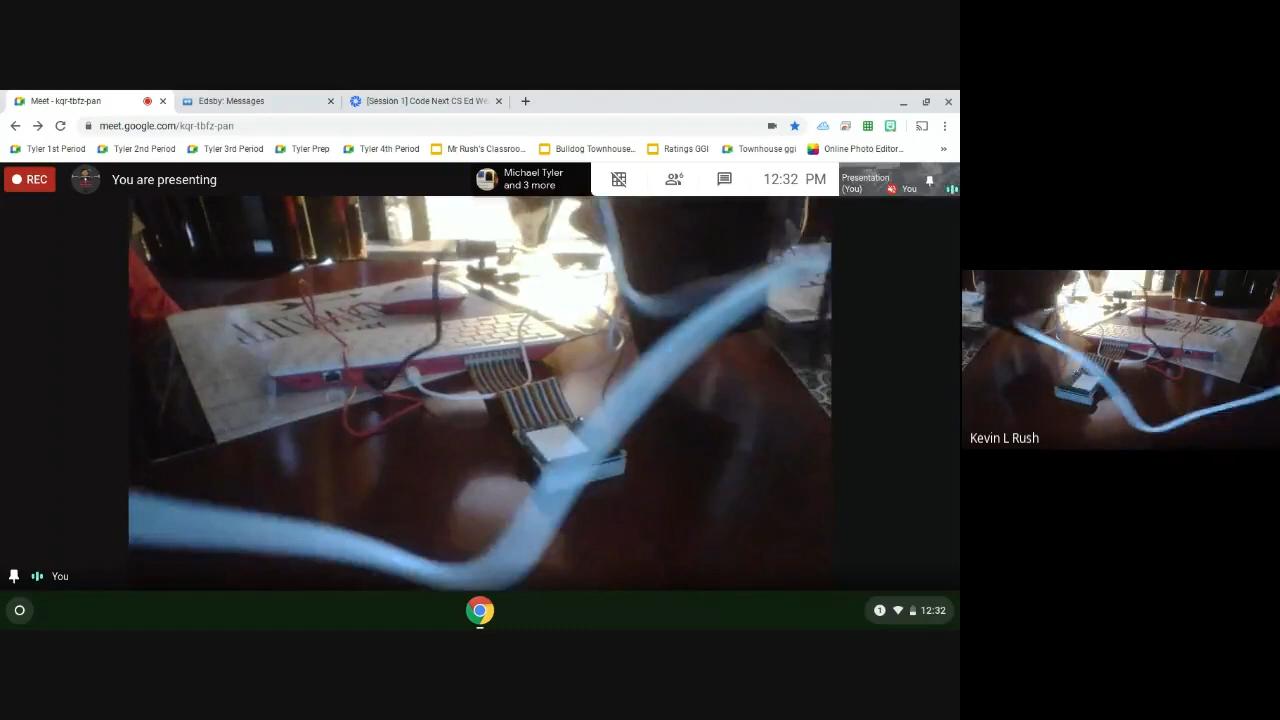 Meet - kqr-tbfz-pan
Edsby: Messages
[Session 1] Code Next CS Ed We
meet.google.com/kqr-tbfz-pan
Tyler 1st Period
Tyler 2nd Period
Tyler 3rd Period
Tyler Prep
Tyler 4th Period
Mr Rush's Classroo...
Bulldog Townhouse...
Ratings GGI
Townhouse ggi
Online Photo Editor...
»
REC
You are presenting
Michael Tyler
and 3 more
6
12:32 PM
Presentation
(You)
You
You
1
12:32
Kevin L Rush